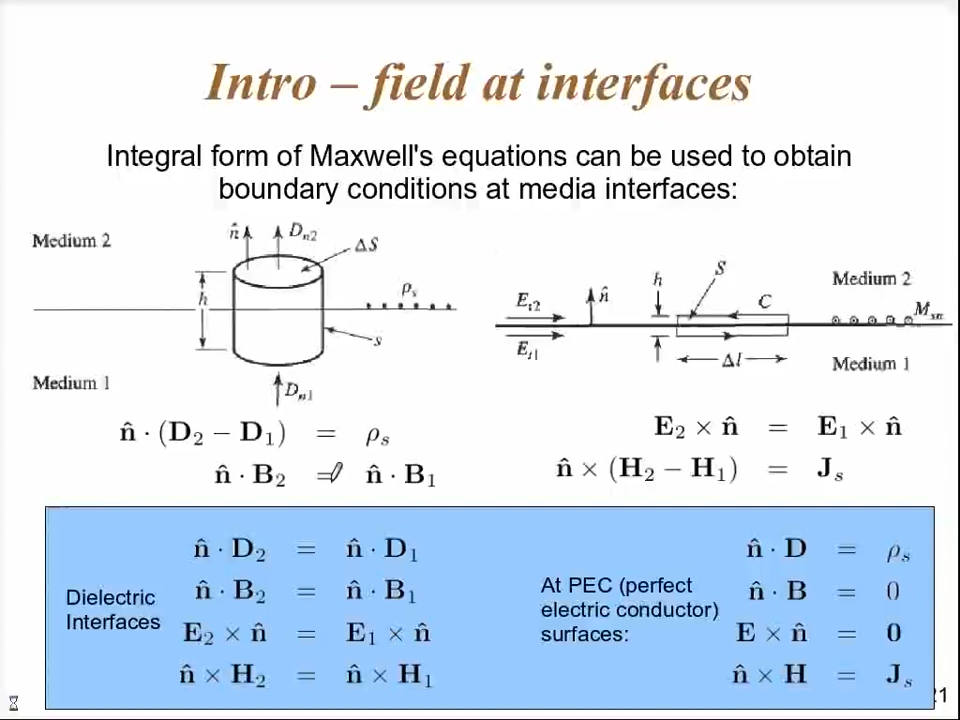 Intro – field at interfaces
Integral form of Maxwell's equations can be used to obtain
boundary conditions at media interfaces:
Medium 2
n̂
D_n2
ΔS
h
ρ_s
s
Medium 1
D_n1
E_t2
E_t1
n̂
h
S
C
Δl
Medium 2
M_sn
Medium 1
n̂ · (D₂ − D₁) = ρ_s
n̂ · B₂ = n̂ · B₁
E₂ × n̂ = E₁ × n̂
n̂ × (H₂ − H₁) = J_s
Dielectric
Interfaces
n̂ · D₂ = n̂ · D₁
n̂ · B₂ = n̂ · B₁
E₂ × n̂ = E₁ × n̂
n̂ × H₂ = n̂ × H₁
At PEC (perfect
electric conductor)
surfaces:
n̂ · D = ρ_s
n̂ · B = 0
E × n̂ = 0
n̂ × H = J_s
21